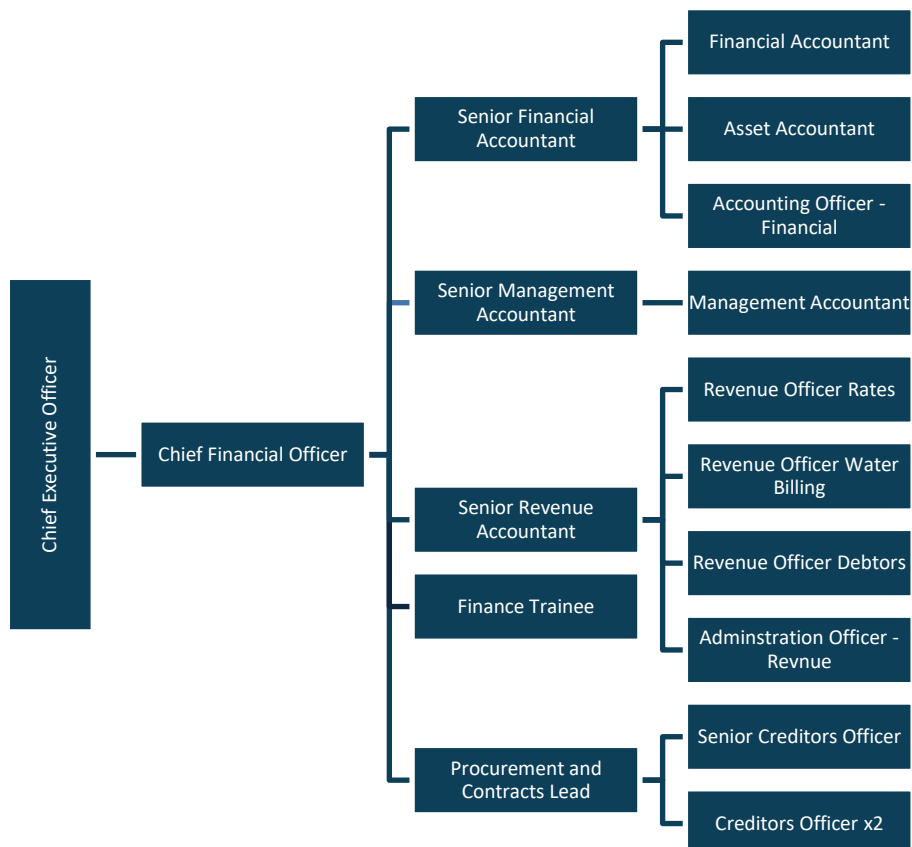 Chief Executive Officer
Chief Financial Officer
Senior Financial
Accountant
Financial Accountant
Asset Accountant
Accounting Officer -
Financial
Senior Management
Accountant
Management Accountant
Senior Revenue
Accountant
Revenue Officer Rates
Revenue Officer Water
Billing
Revenue Officer Debtors
Adminstration Officer -
Revnue
Finance Trainee
Procurement and
Contracts Lead
Senior Creditors Officer
Creditors Officer x2